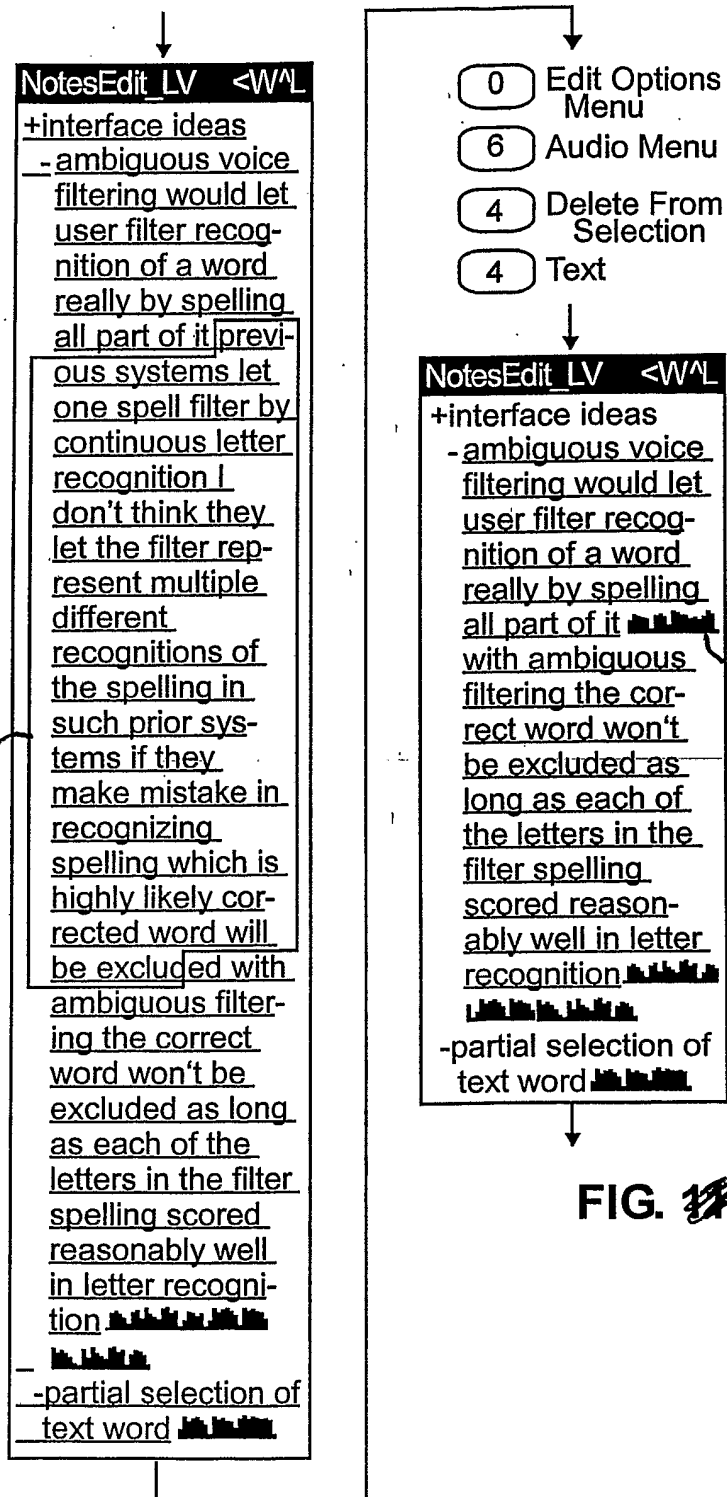 NotesEdit_LV <W^L
+interface ideas
-ambiguous voice
filtering would let
user filter recog-
nition of a word
really by spelling
all part of it previ-
ous systems let
one spell filter by
continuous letter
recognition I
don't think they
let the filter rep-
resent multiple
different
recognitions of
the spelling in
such prior sys-
tems if they
make mistake in
recognizing
spelling which is
highly likely cor-
rected word will
be excluded with
ambiguous filter-
ing the correct
word won't be
excluded as long
as each of the
letters in the filter
spelling scored
reasonably well
in letter recogni-
tion
-partial selection of
text word
0 Edit Options
Menu
6 Audio Menu
4 Delete From
Selection
4 Text
NotesEdit_LV <W^L
+interface ideas
-ambiguous voice
filtering would let
user filter recog-
nition of a word
really by spelling
all part of it
with ambiguous
filtering the cor-
rect word won't
be excluded as
long as each of
the letters in the
filter spelling
scored reason-
ably well in letter
recognition
-partial selection of
text word
FIG.